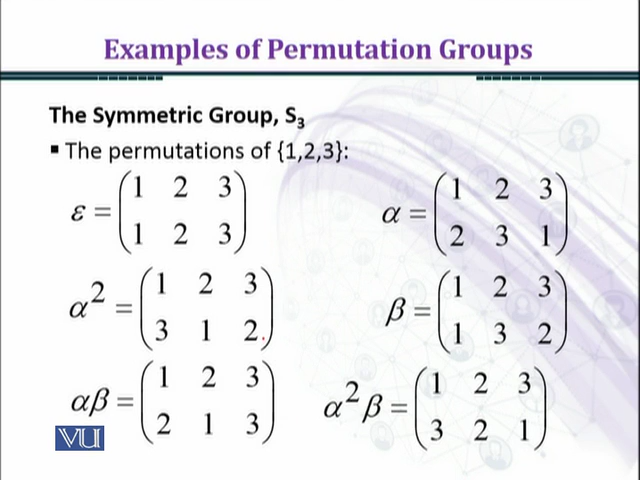 Examples of Permutation Groups
The Symmetric Group, S₃
▪ The permutations of {1,2,3}:
ε = (1 2 3
1 2 3)
α = (1 2 3
2 3 1)
α² = (1 2 3
3 1 2)
β = (1 2 3
1 3 2)
αβ = (1 2 3
2 1 3)
α²β = (1 2 3
3 2 1)
VU